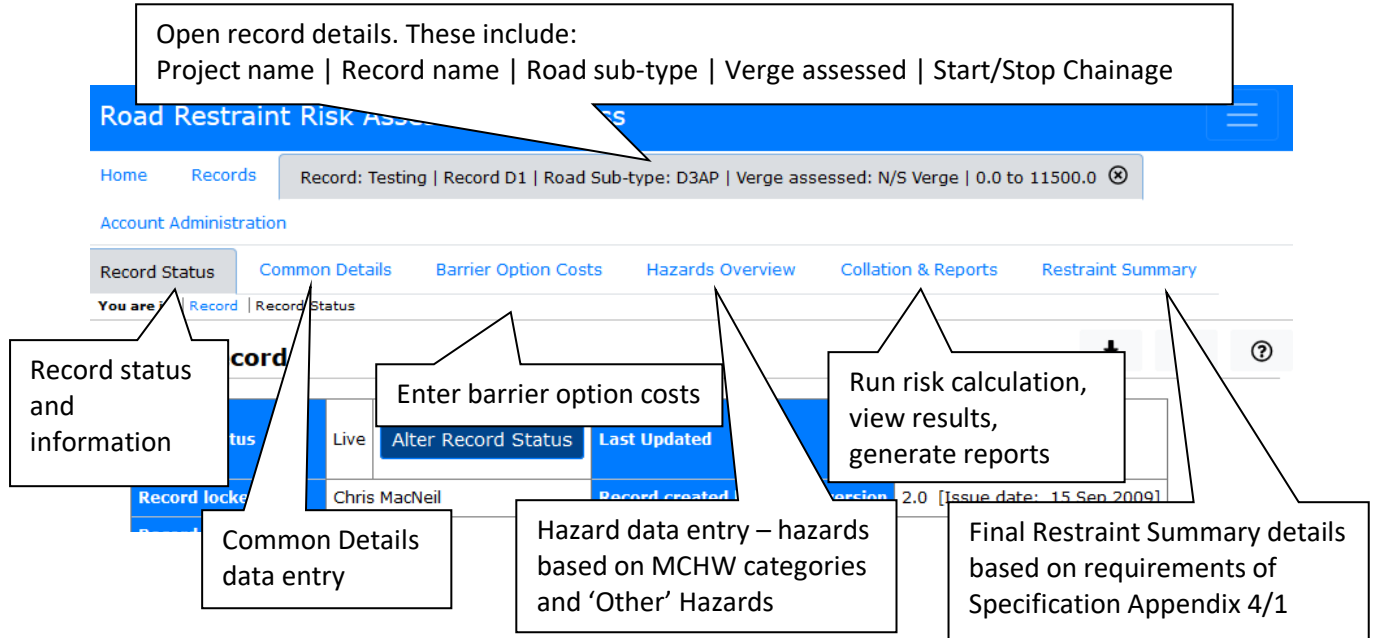 Open record details. These include:
Project name | Record name | Road sub-type | Verge assessed | Start/Stop Chainage
Road Restraint Risk
Home Records Record: Testing | Record D1 | Road Sub-type: D3AP | Verge assessed: N/S Verge | 0.0 to 11500.0
Account Administration
Record Status Common Details Barrier Option Costs Hazards Overview Collation & Reports Restraint Summary
You are Record | Record Status
Record status
and
information
Enter barrier option costs
Run risk calculation,
view results,
generate reports
Live Alter Record Status Last Updated
Chris MacNeil Record created 2.0 [Issue date: 15 Sep 2009]
Common Details
data entry
Hazard data entry – hazards
based on MCHW categories
and ‘Other’ Hazards
Final Restraint Summary details
based on requirements of
Specification Appendix 4/1